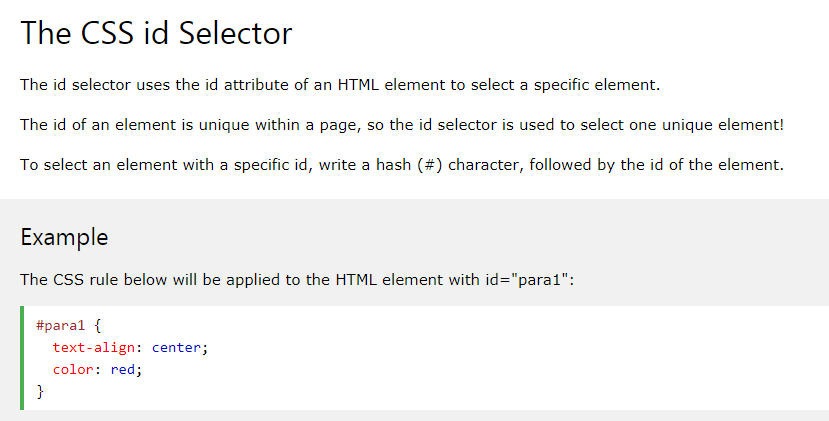 The CSS id Selector
The id selector uses the id attribute of an HTML element to select a specific element.
The id of an element is unique within a page, so the id selector is used to select one unique element!
To select an element with a specific id, write a hash (#) character, followed by the id of the element.
Example
The CSS rule below will be applied to the HTML element with id="para1":
#para1 {
  text-align: center;
  color: red;
}